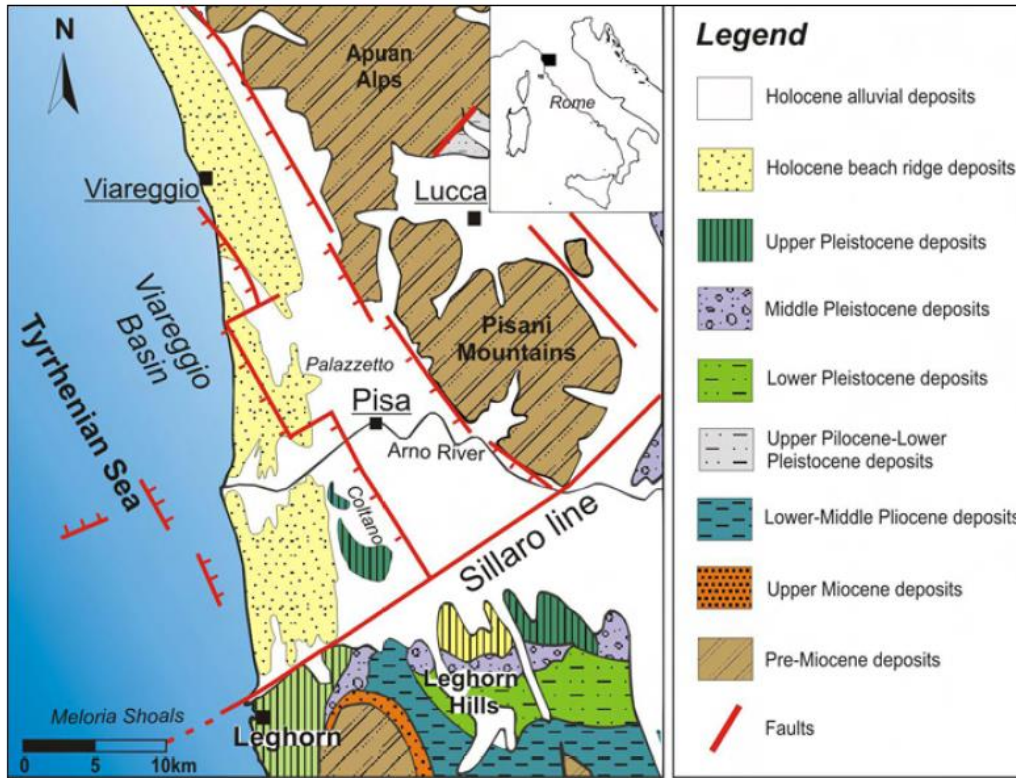 N
Apuan
Alps
Rome
Viareggio
Lucca
Viareggio
Basin
Tyrrhenian Sea
Pisani
Mountains
Palazzetto
Pisa
Arno River
Coltano
Sillaro line
Leghorn
Hills
Meloria Shoals
Leghorn
0 5 10km
Legend
Holocene alluvial deposits
Holocene beach ridge deposits
Upper Pleistocene deposits
Middle Pleistocene deposits
Lower Pleistocene deposits
Upper Pilocene-Lower
Pleistocene deposits
Lower-Middle Pliocene deposits
Upper Miocene deposits
Pre-Miocene deposits
Faults